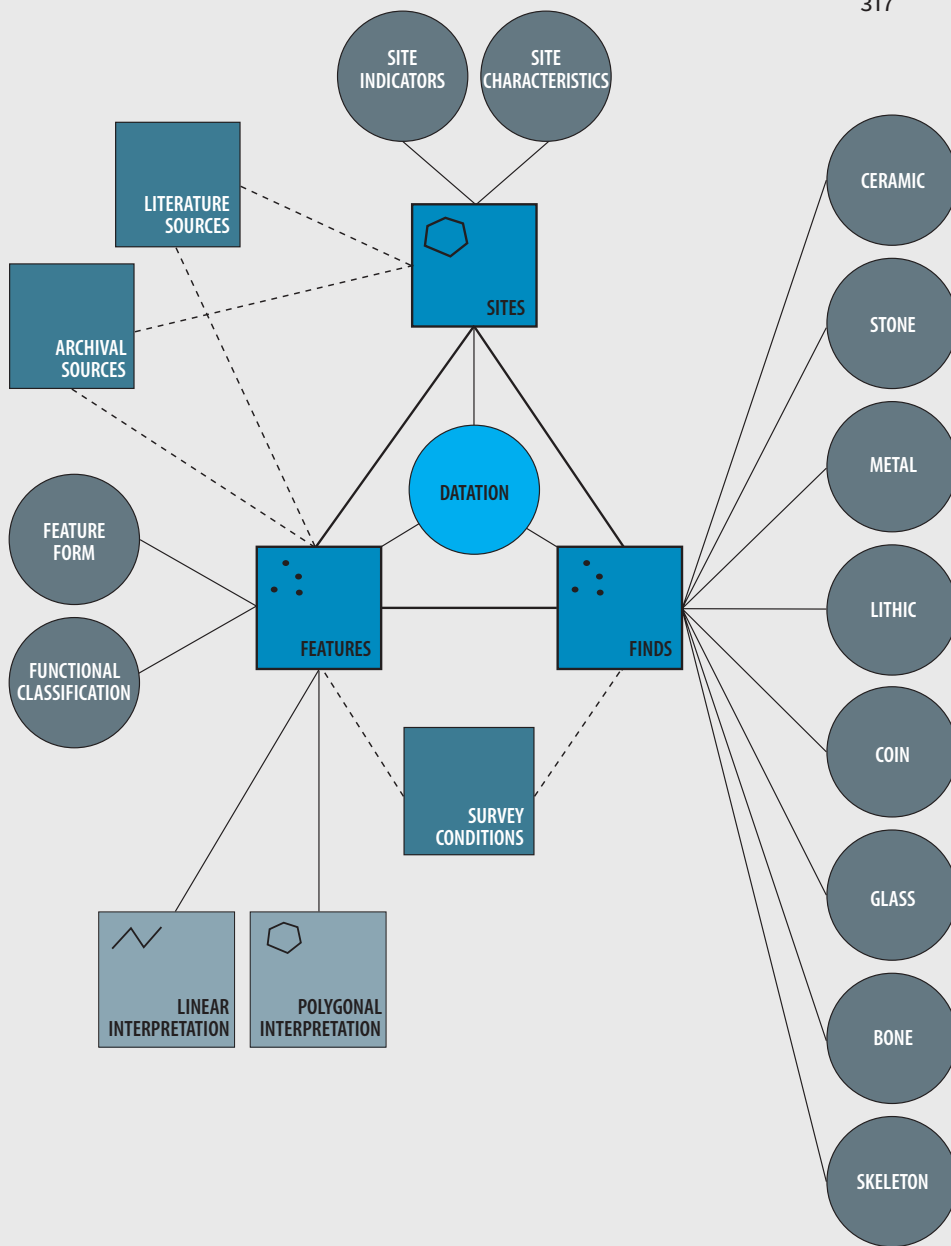 317
SITE
INDICATORS
SITE
CHARACTERISTICS
LITERATURE
SOURCES
CERAMIC
SITES
STONE
ARCHIVAL
SOURCES
METAL
DATATION
FEATURE
FORM
LITHIC
FEATURES
FINDS
FUNCTIONAL
CLASSIFICATION
COIN
SURVEY
CONDITIONS
GLASS
LINEAR
INTERPRETATION
POLYGONAL
INTERPRETATION
BONE
SKELETON